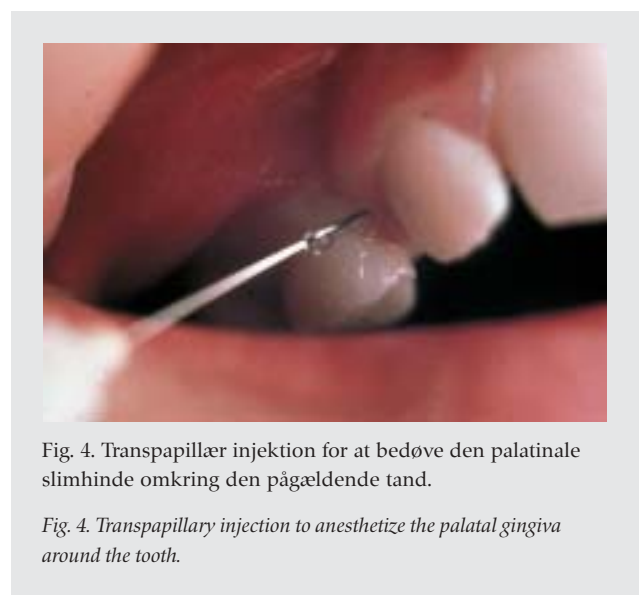 Fig. 4. Transpapillær injektion for at bedøve den palatinale
slimhinde omkring den pågældende tand.
Fig. 4. Transpapillary injection to anesthetize the palatal gingiva
around the tooth.